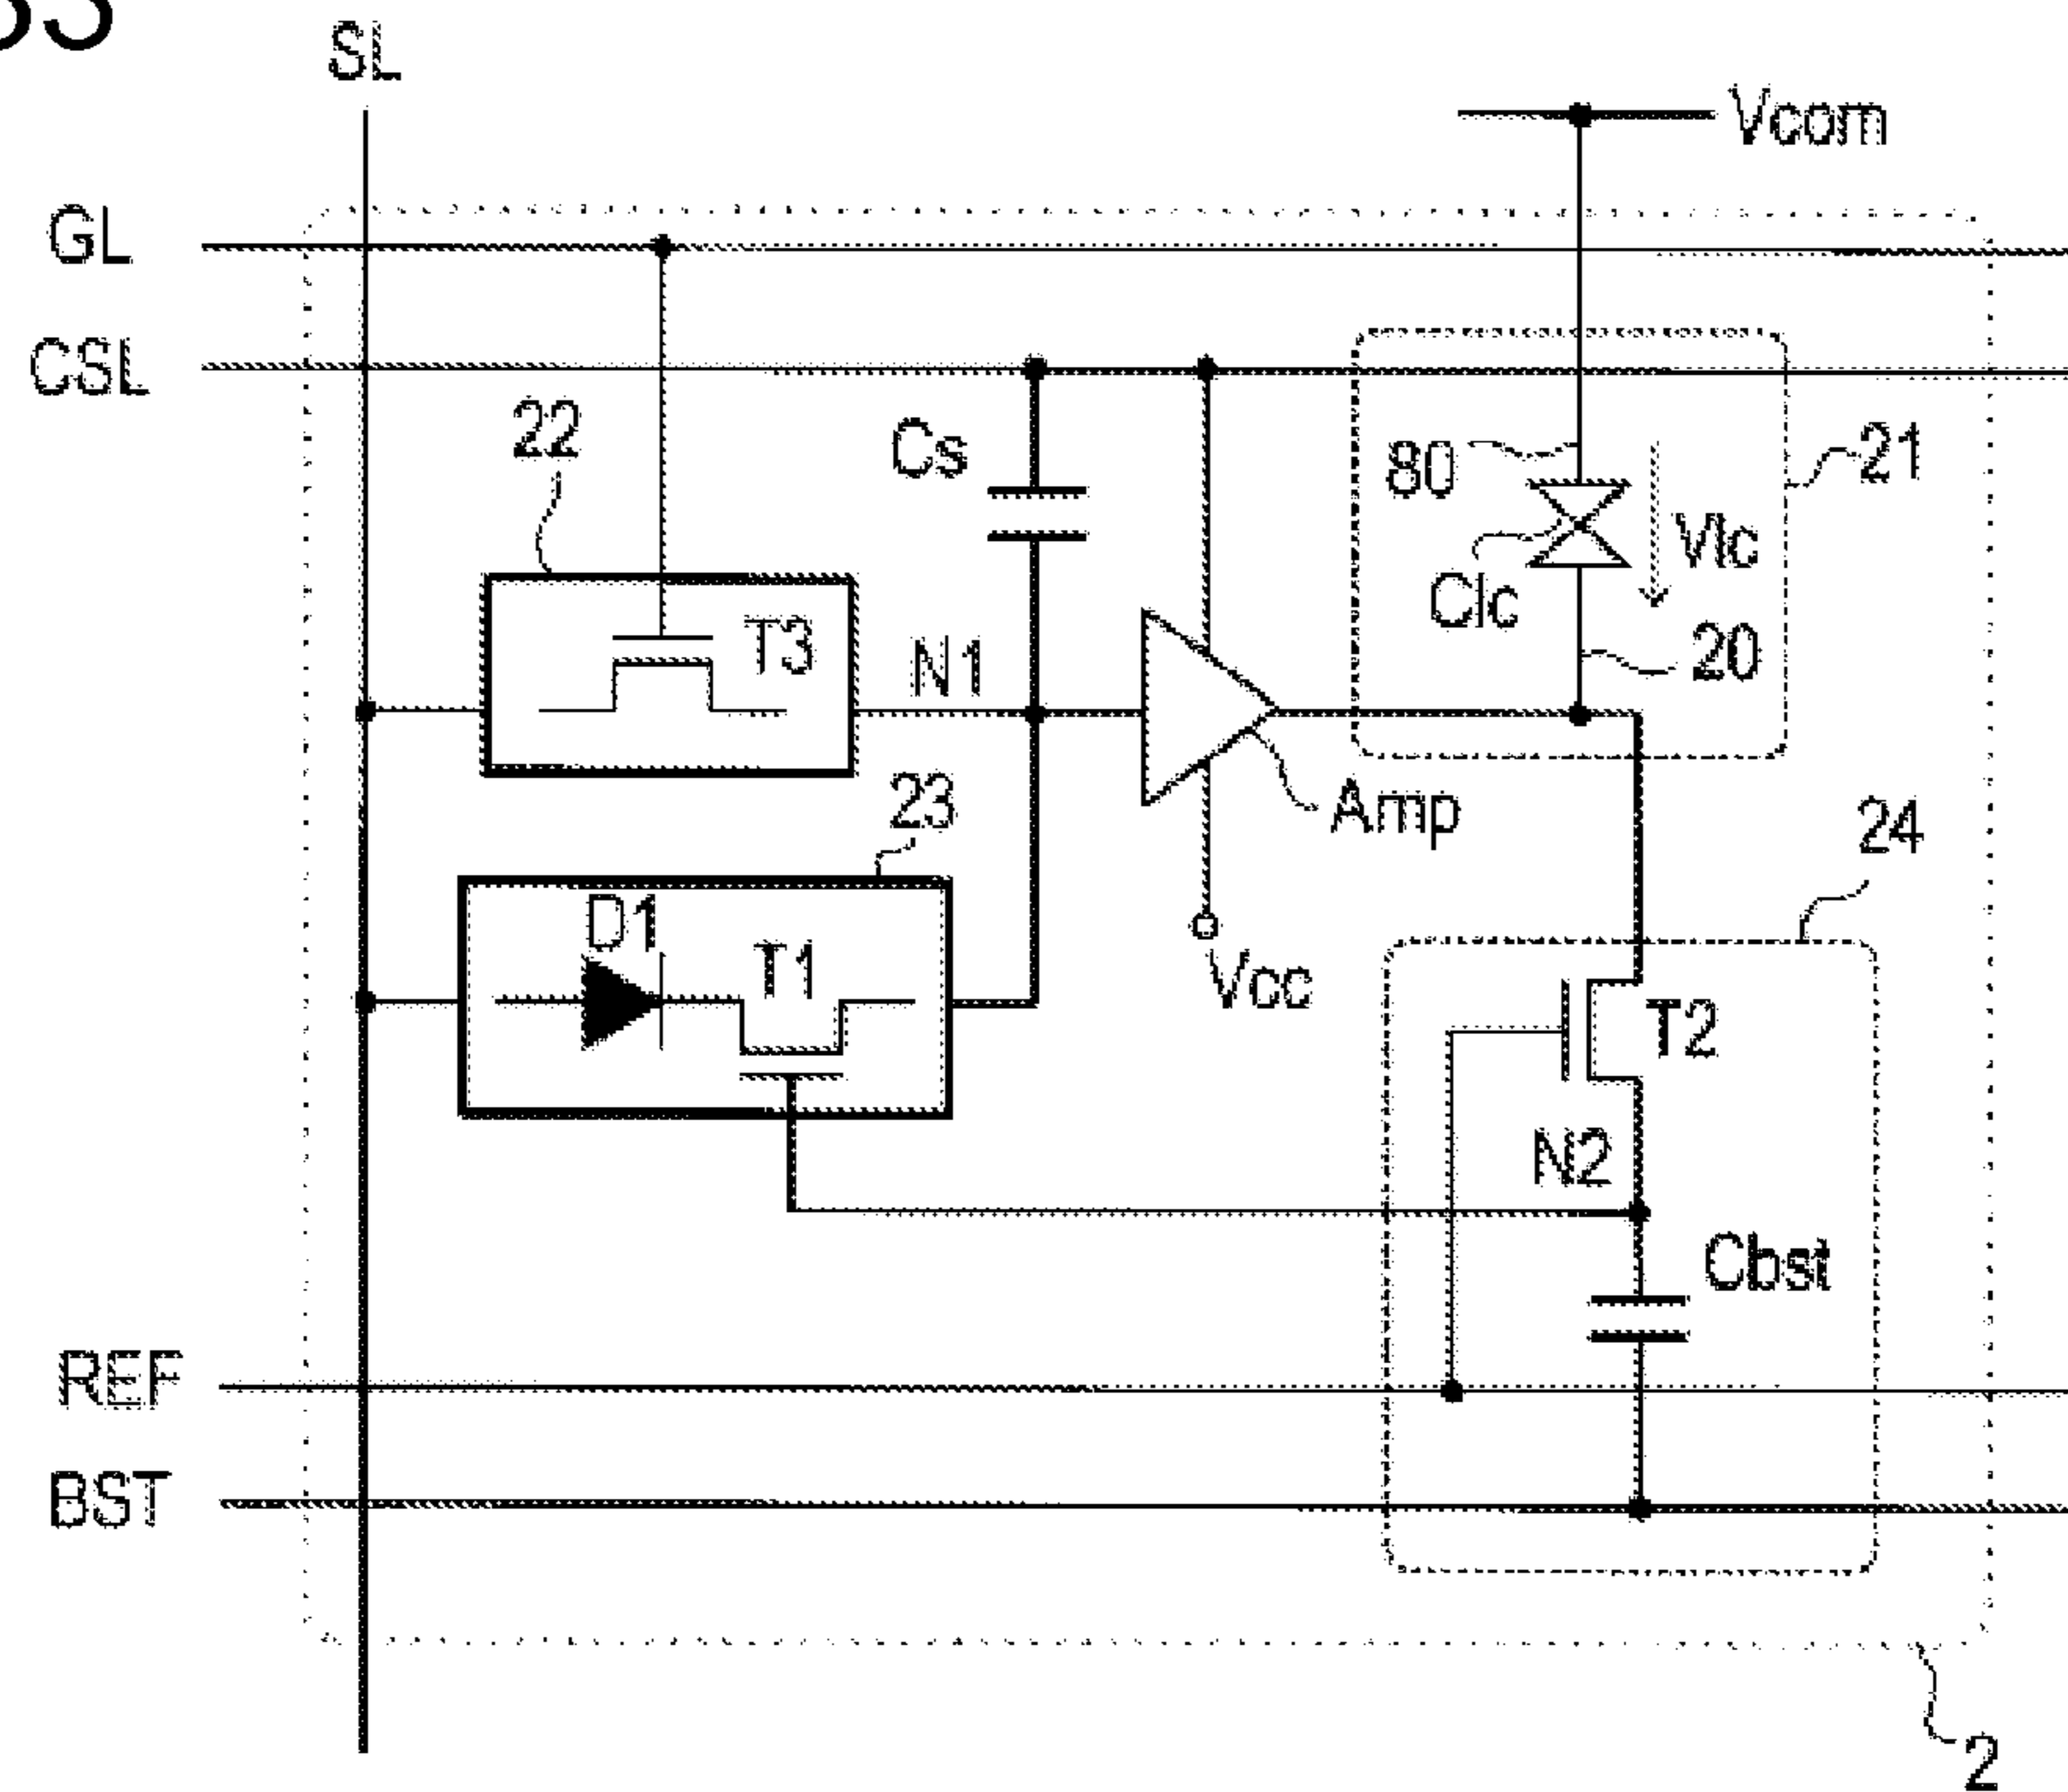 SL
Vcom
GL
CSL
22
Cs
80
21
Vlc
Clc
T3
N1
20
23
Amp
24
D1
T1
Vcc
T2
N2
Cbst
REF
BST
2